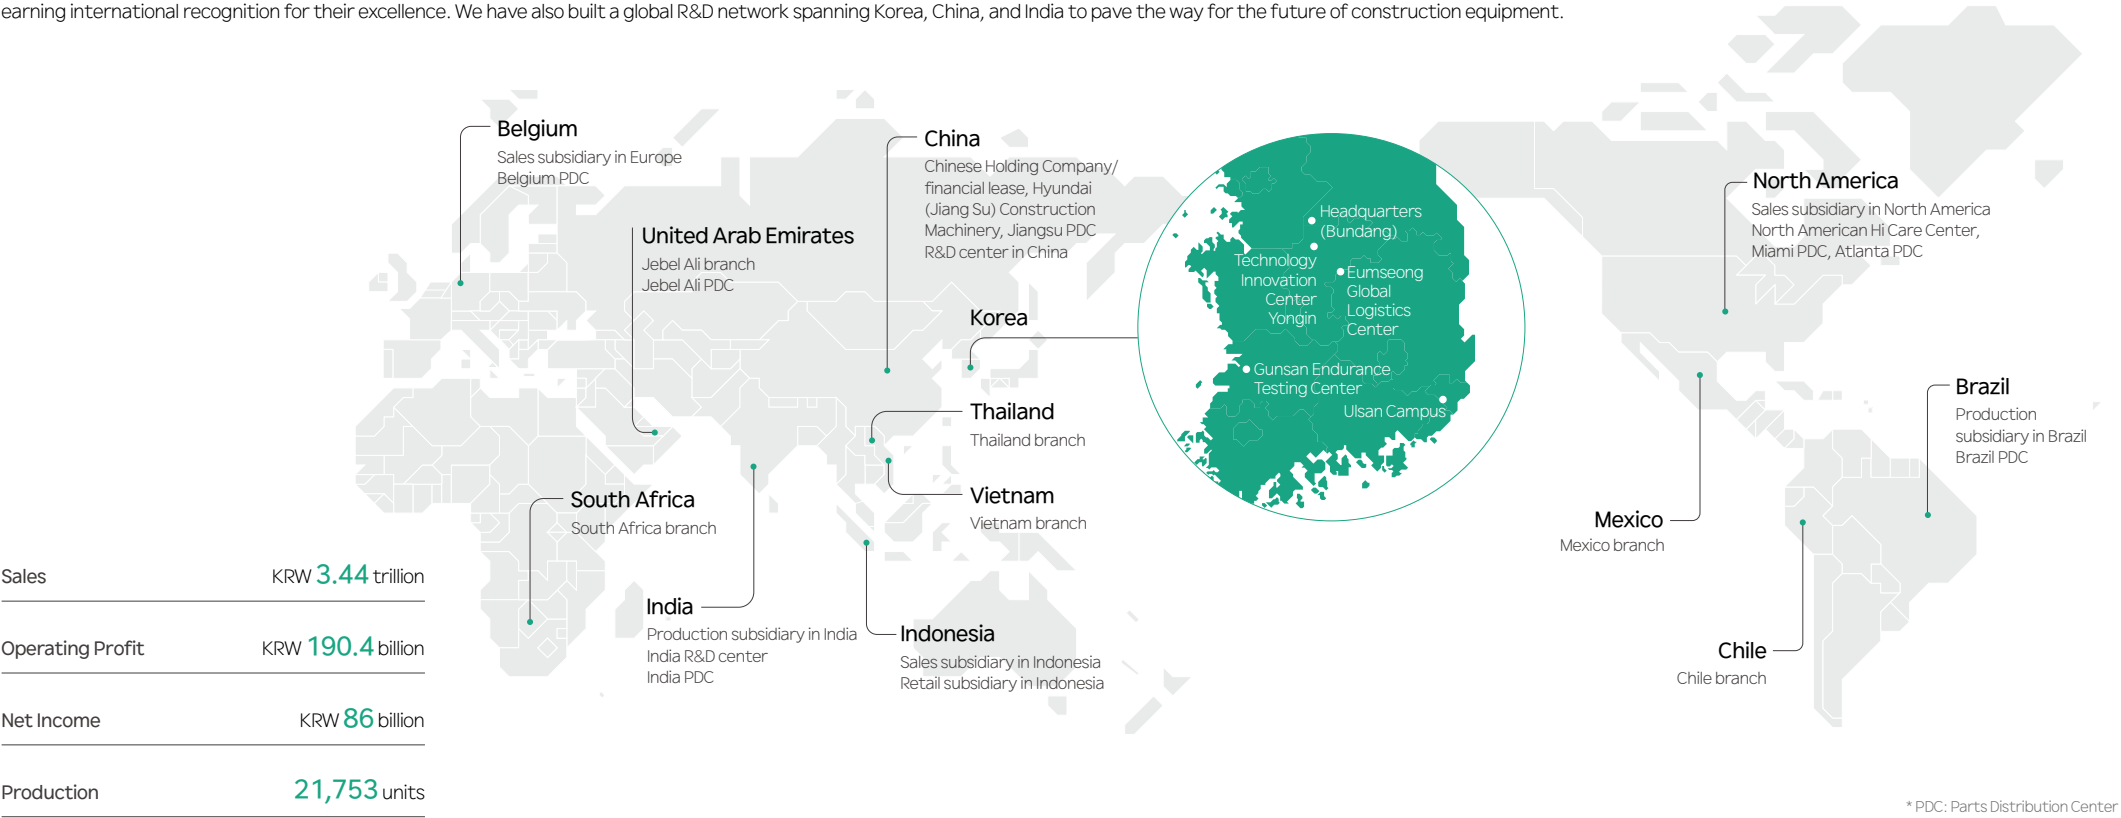 earning international recognition for their excellence. We have also built a global R&D network spanning Korea, China, and India to pave the way for the future of construction equipment.
Belgium
Sales subsidiary in Europe
Belgium PDC
United Arab Emirates
Jebel Ali branch
Jebel Ali PDC
China
Chinese Holding Company/
financial lease, Hyundai
(Jiang Su) Construction
Machinery, Jiangsu PDC
R&D center in China
Korea
Headquarters
(Bundang)
Technology
Innovation
Center
Yongin
Eumseong
Global
Logistics
Center
Gunsan Endurance
Testing Center
Ulsan Campus
Thailand
Thailand branch
Vietnam
Vietnam branch
South Africa
South Africa branch
India
Production subsidiary in India
India R&D center
India PDC
Indonesia
Sales subsidiary in Indonesia
Retail subsidiary in Indonesia
North America
Sales subsidiary in North America
North American Hi Care Center,
Miami PDC, Atlanta PDC
Brazil
Production
subsidiary in Brazil
Brazil PDC
Mexico
Mexico branch
Chile
Chile branch
Sales KRW 3.44 trillion
Operating Profit KRW 190.4 billion
Net Income KRW 86 billion
Production 21,753 units
* PDC: Parts Distribution Center